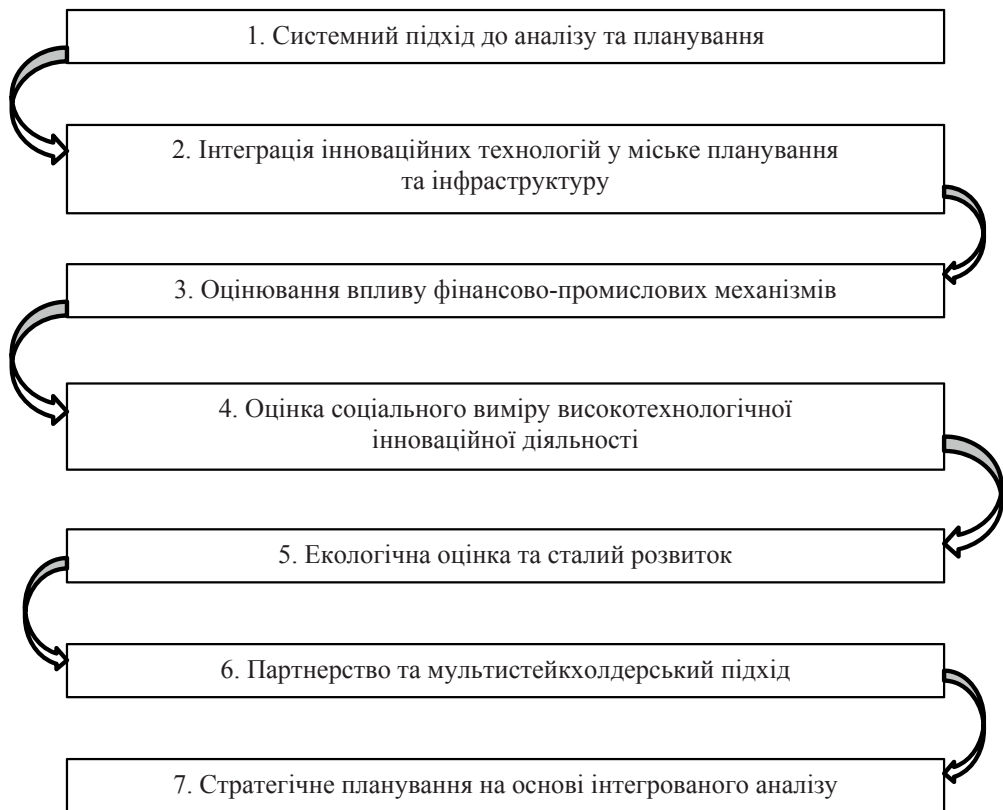 1. Системний підхід до аналізу та планування
2. Інтеграція інноваційних технологій у міське планування
та інфраструктуру
3. Оцінювання впливу фінансово-промислових механізмів
4. Оцінка соціального виміру високотехнологічної
інноваційної діяльності
5. Екологічна оцінка та сталий розвиток
6. Партнерство та мультистейкхолдерський підхід
7. Стратегічне планування на основі інтегрованого аналізу